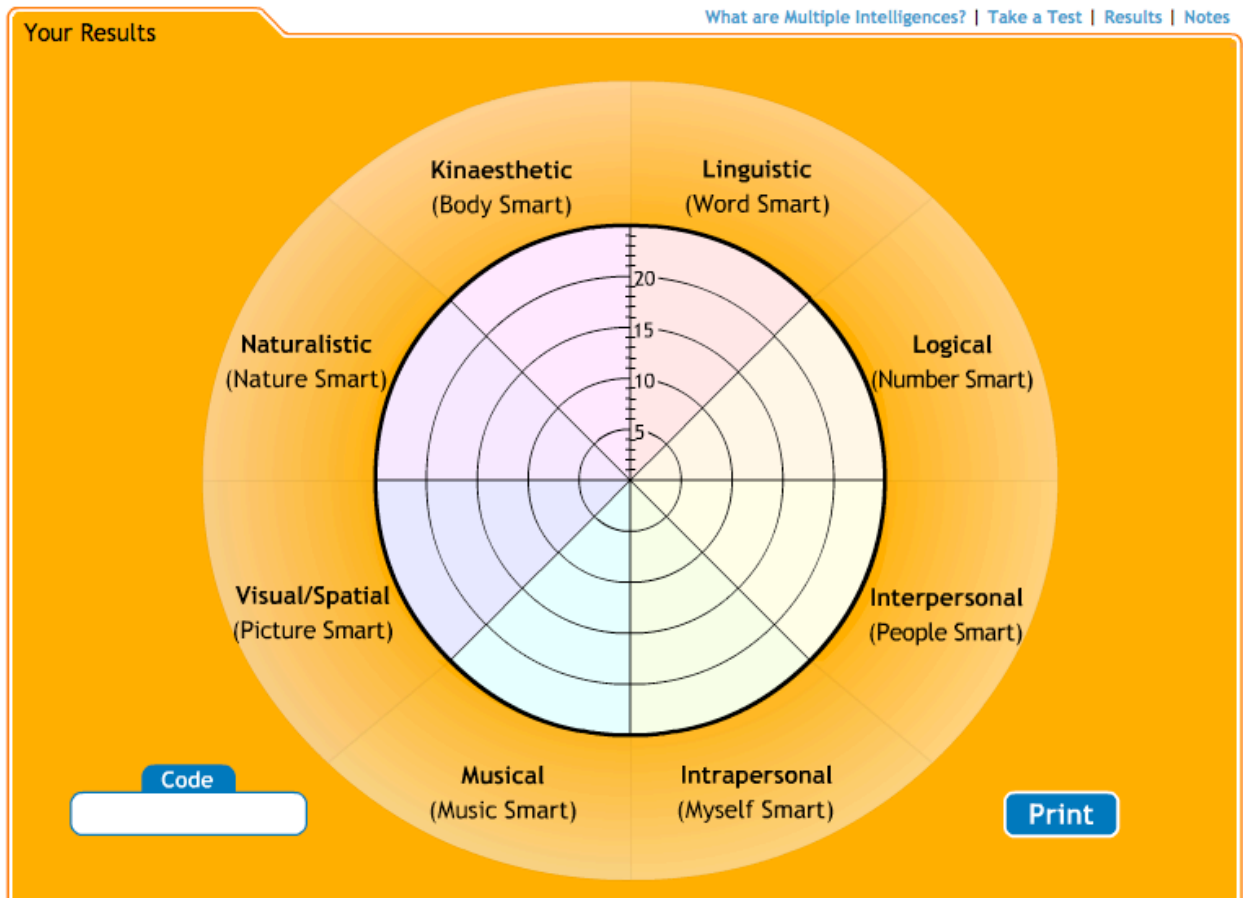 What are Multiple Intelligences? | Take a Test | Results | Notes
Your Results
Kinaesthetic
(Body Smart)
Linguistic
(Word Smart)
20
15
10
5
Naturalistic
(Nature Smart)
Logical
(Number Smart)
Visual/Spatial
(Picture Smart)
Interpersonal
(People Smart)
Musical
(Music Smart)
Intrapersonal
(Myself Smart)
Code
Print